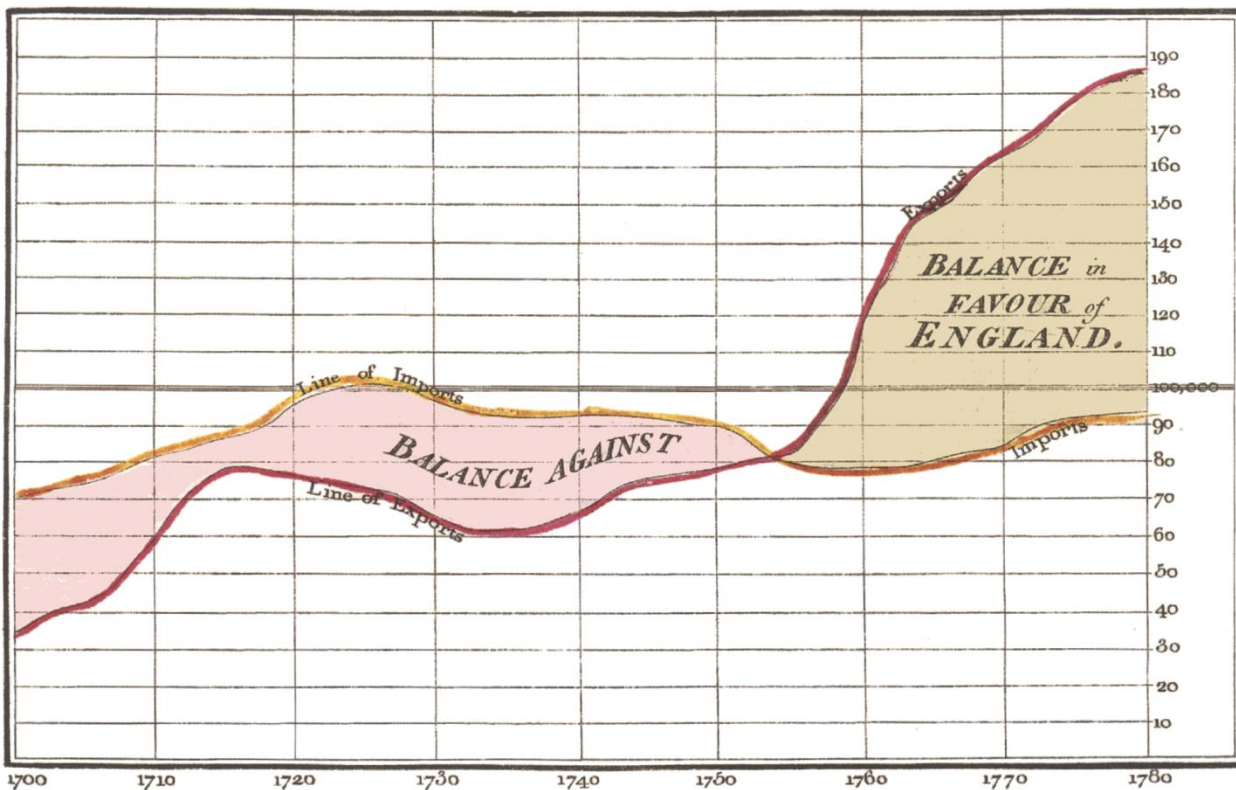 190
180
170
160
Exports
150
140
BALANCE in
130
FAVOUR of
120
ENGLAND.
110
Line of Imports
100,000
90
Imports
BALANCE AGAINST
80
Line of Exports
70
60
50
40
30
20
10
1700 1710 1720 1730 1740 1750 1760 1770 1780